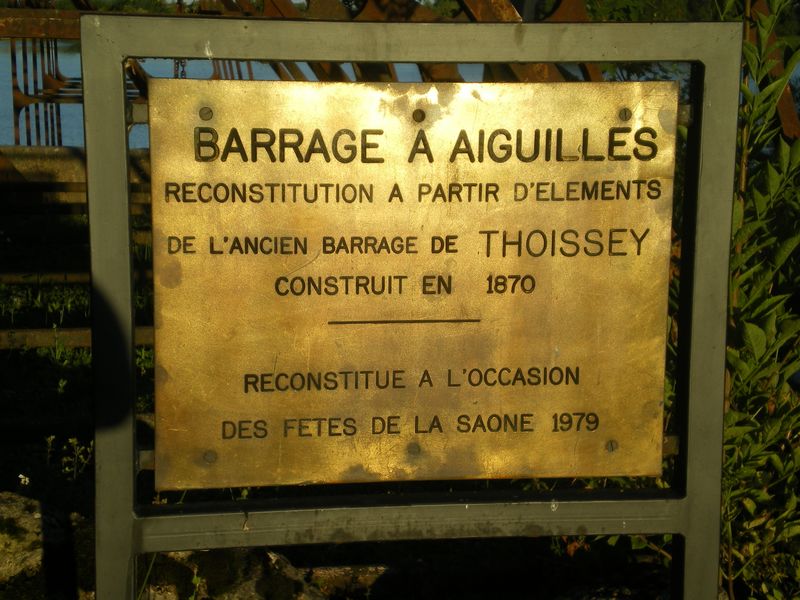 BARRAGE A AIGUILLES
RECONSTITUTION A PARTIR D'ELEMENTS
DE L'ANCIEN BARRAGE DE THOISSEY
CONSTRUIT EN 1870
RECONSTITUE A L'OCCASION
DES FETES DE LA SAONE 1979